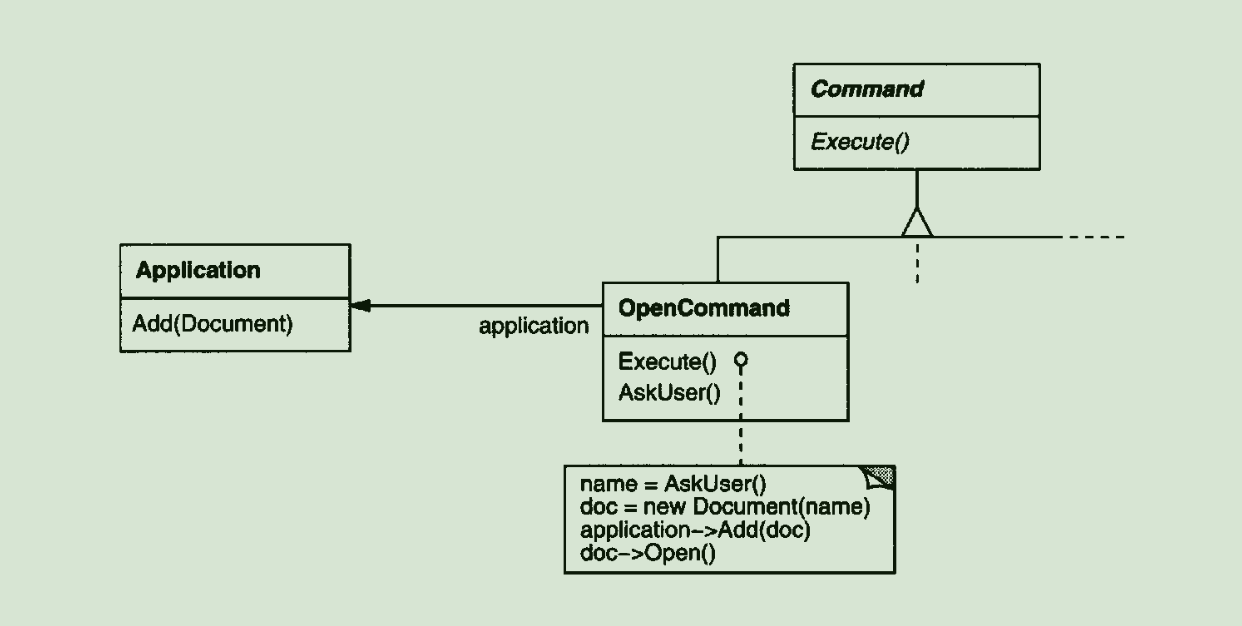 Command
Execute()
Application
Add(Document)
application
OpenCommand
Execute()
AskUser()
name = AskUser()
doc = new Document(name)
application->Add(doc)
doc->Open()